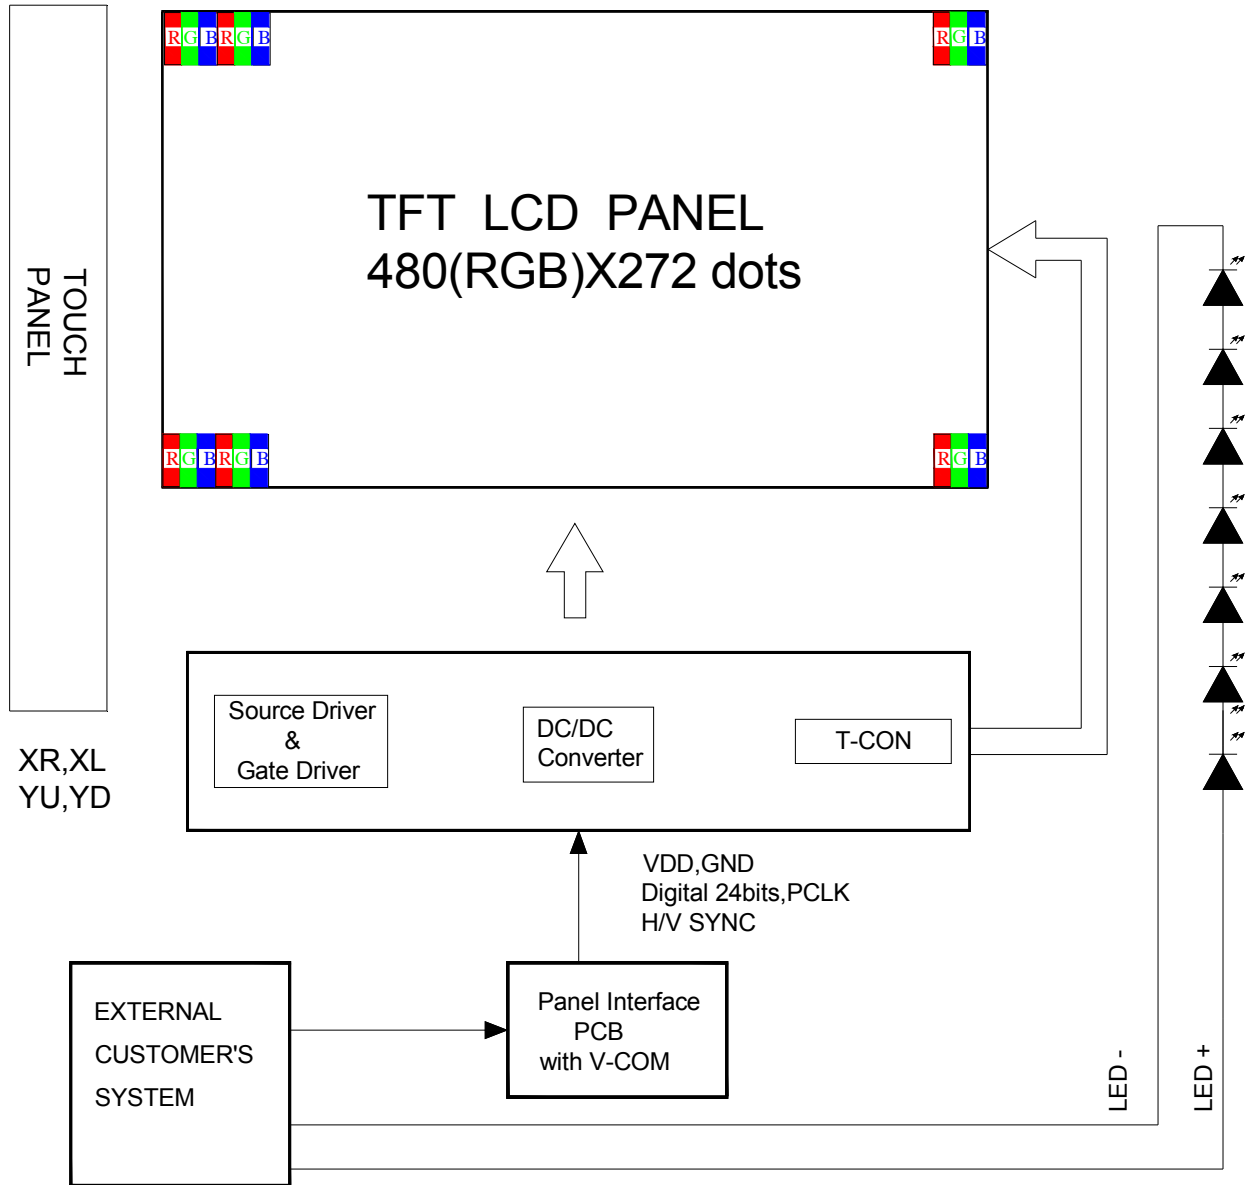 RGBRGB
RGB
TFT LCD PANEL
480(RGB)X272 dots
TOUCH
PANEL
RGBRGB
RGB
Source Driver
&
Gate Driver
DC/DC
Converter
T-CON
XR,XL
YU,YD
VDD,GND
Digital 24bits,PCLK
H/V SYNC
EXTERNAL
CUSTOMER'S
SYSTEM
Panel Interface
PCB
with V-COM
LED -
LED +